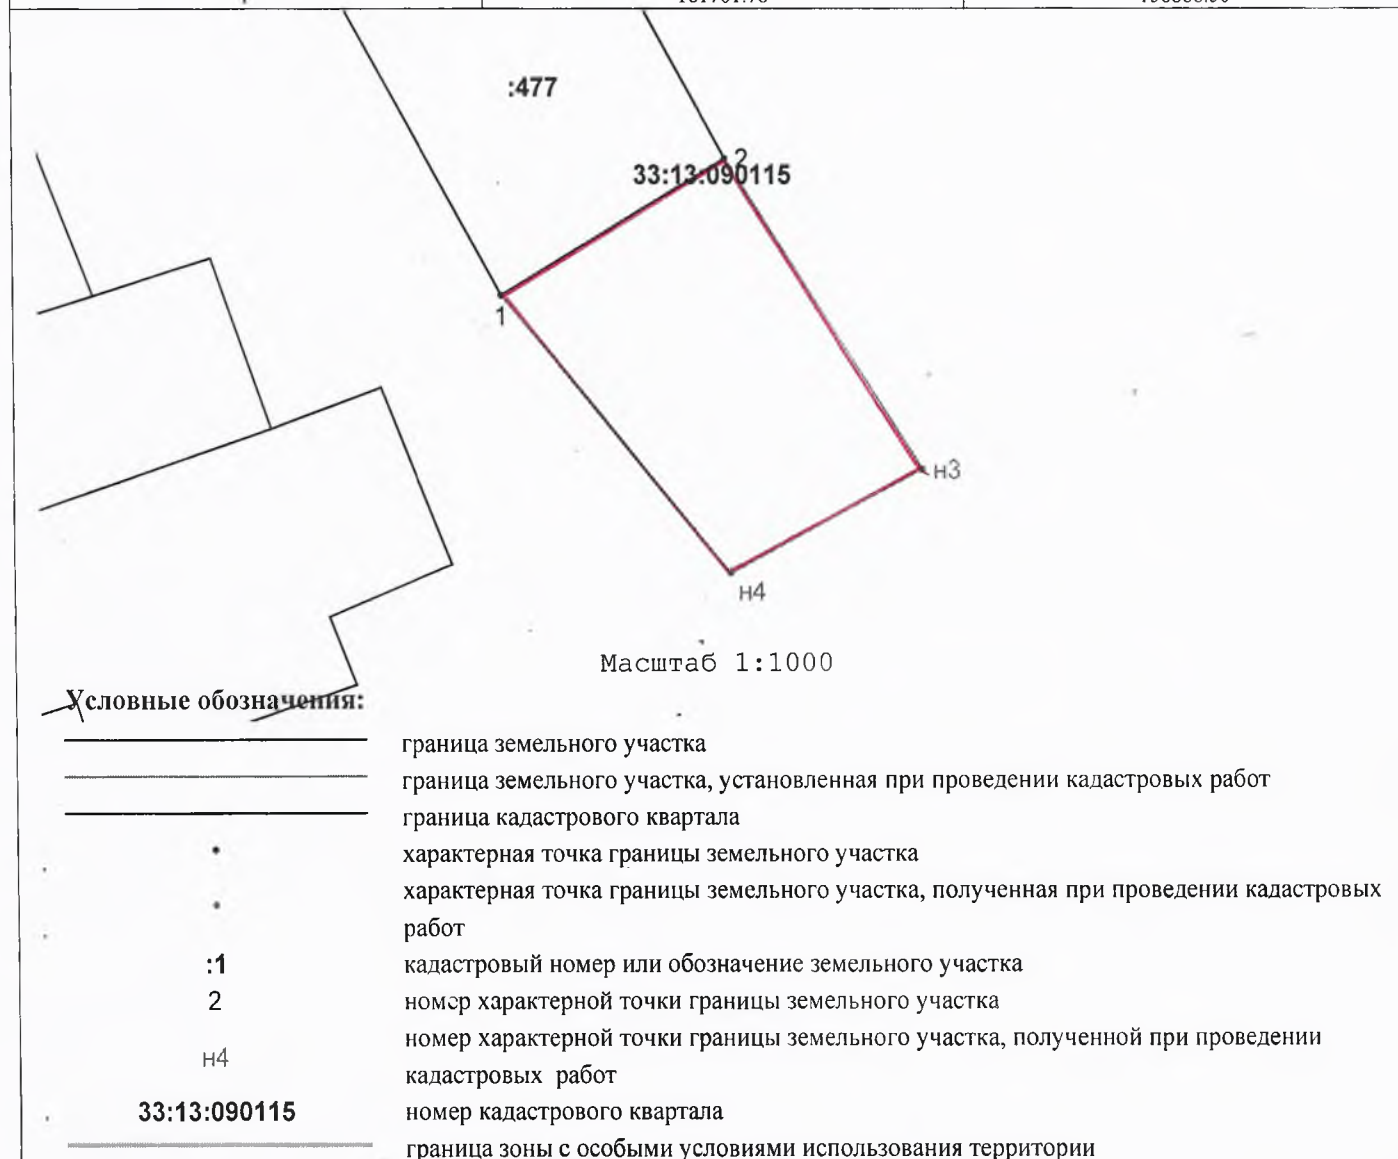 :477
2
33:13:090115
1
н3
н4
Масштаб 1:1000
Условные обозначения:
граница земельного участка
граница земельного участка, установленная при проведении кадастровых работ
граница кадастрового квартала
характерная точка границы земельного участка
характерная точка границы земельного участка, полученная при проведении кадастровых
работ
:1 кадастровый номер или обозначение земельного участка
2 номер характерной точки границы земельного участка
номер характерной точки границы земельного участка, полученной при проведении
н4
кадастровых работ
33:13:090115 номер кадастрового квартала
граница зоны с особыми условиями использования территории